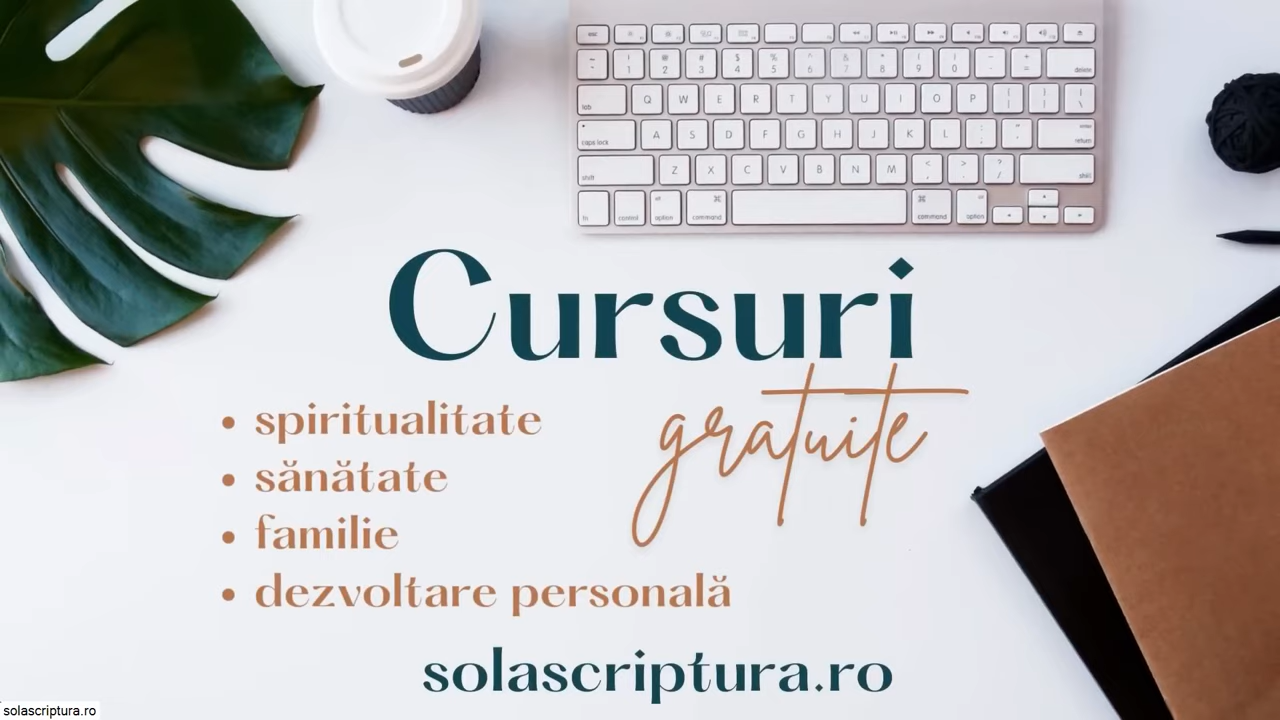 Cursuri
gratuite
• spiritualitate
• sănătate
• familie
• dezvoltare personală
solascriptura.ro
solascriptura.ro